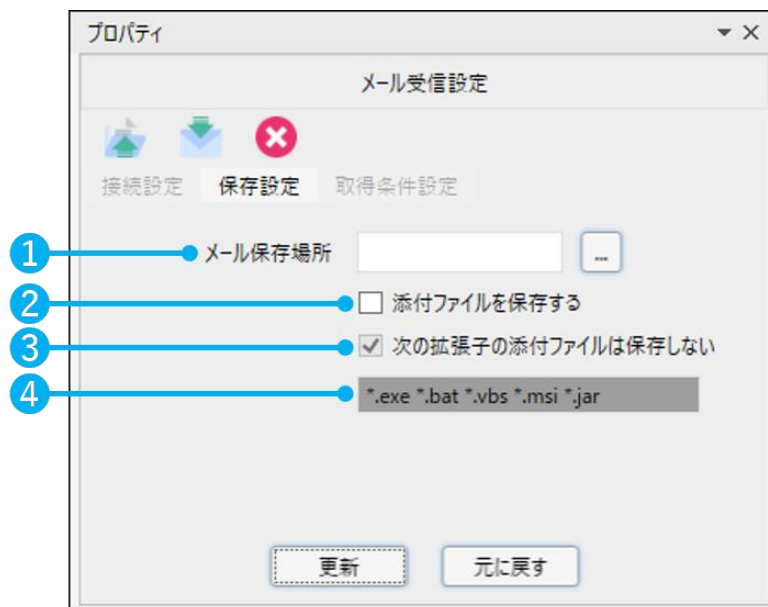 プロパティ
メール受信設定
接続設定 保存設定 取得条件設定
1 メール保存場所 ...
2 添付ファイルを保存する
3 次の拡張子の添付ファイルは保存しない
4 *.exe *.bat *.vbs *.msi *.jar
更新 元に戻す